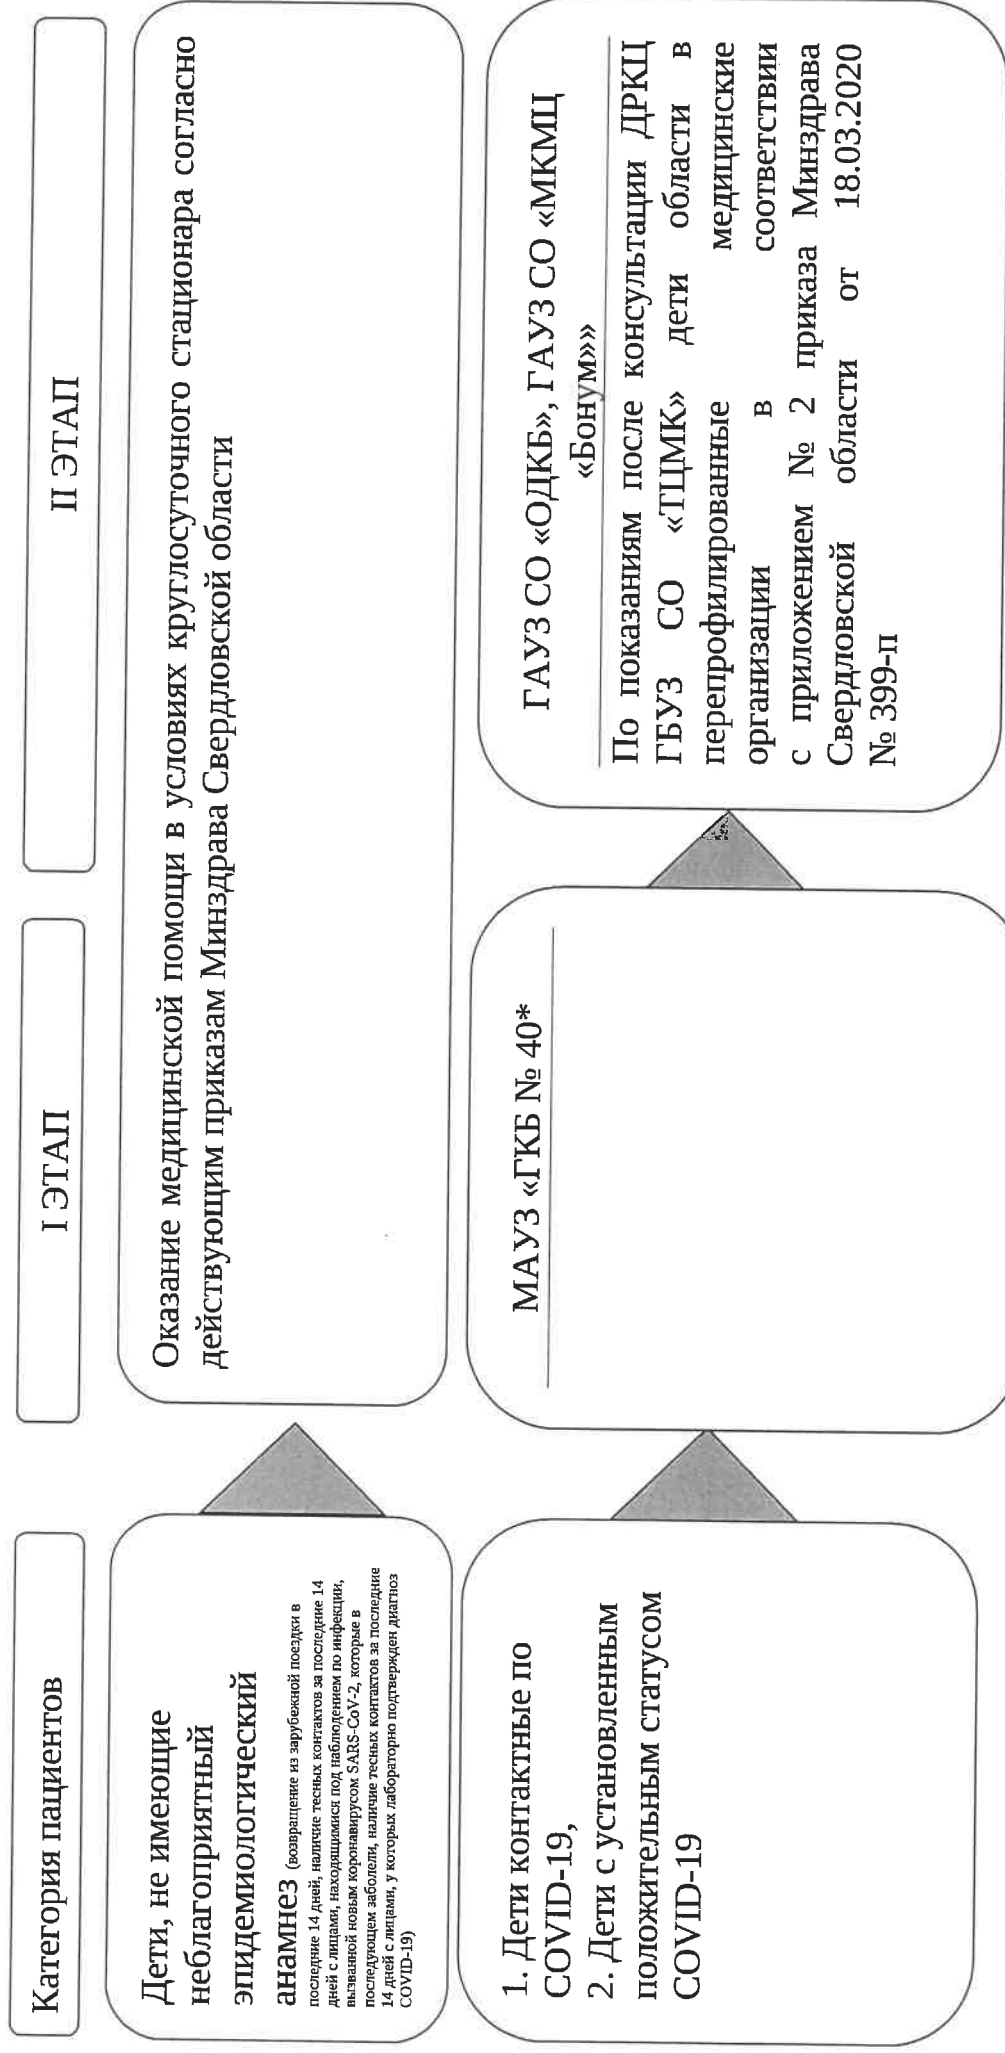 Категория пациентов
I ЭТАП
II ЭТАП
Дети, не имеющие
неблагоприятный
эпидемиологический
анамнез (возвращение из зарубежной поездки в
последние 14 дней, наличие тесных контактов за последние 14
дней с лицами, находящимися под наблюдением по инфекции,
вызванной новым коронавирусом SARS-CoV-2, которые в
последующем заболели, наличие тесных контактов за последние
14 дней с лицами, у которых лабораторно подтвержден диагноз
COVID-19)
Оказание медицинской помощи в условиях круглосуточного стационара согласно
действующим приказам Минздрава Свердловской области
1. Дети контактные по
COVID-19,
2. Дети с установленным
положительным статусом
COVID-19
МАУЗ «ГКБ № 40*
ГАУЗ СО «ОДКБ», ГАУЗ СО «МКМЦ
«Бонум»»
По показаниям после консультации ДРКЦ
ГБУЗ СО «ТЦМК» дети области в
перепрофилированные медицинские
организации в соответствии
с приложением № 2 приказа Минздрава
Свердловской области от 18.03.2020
№ 399-п